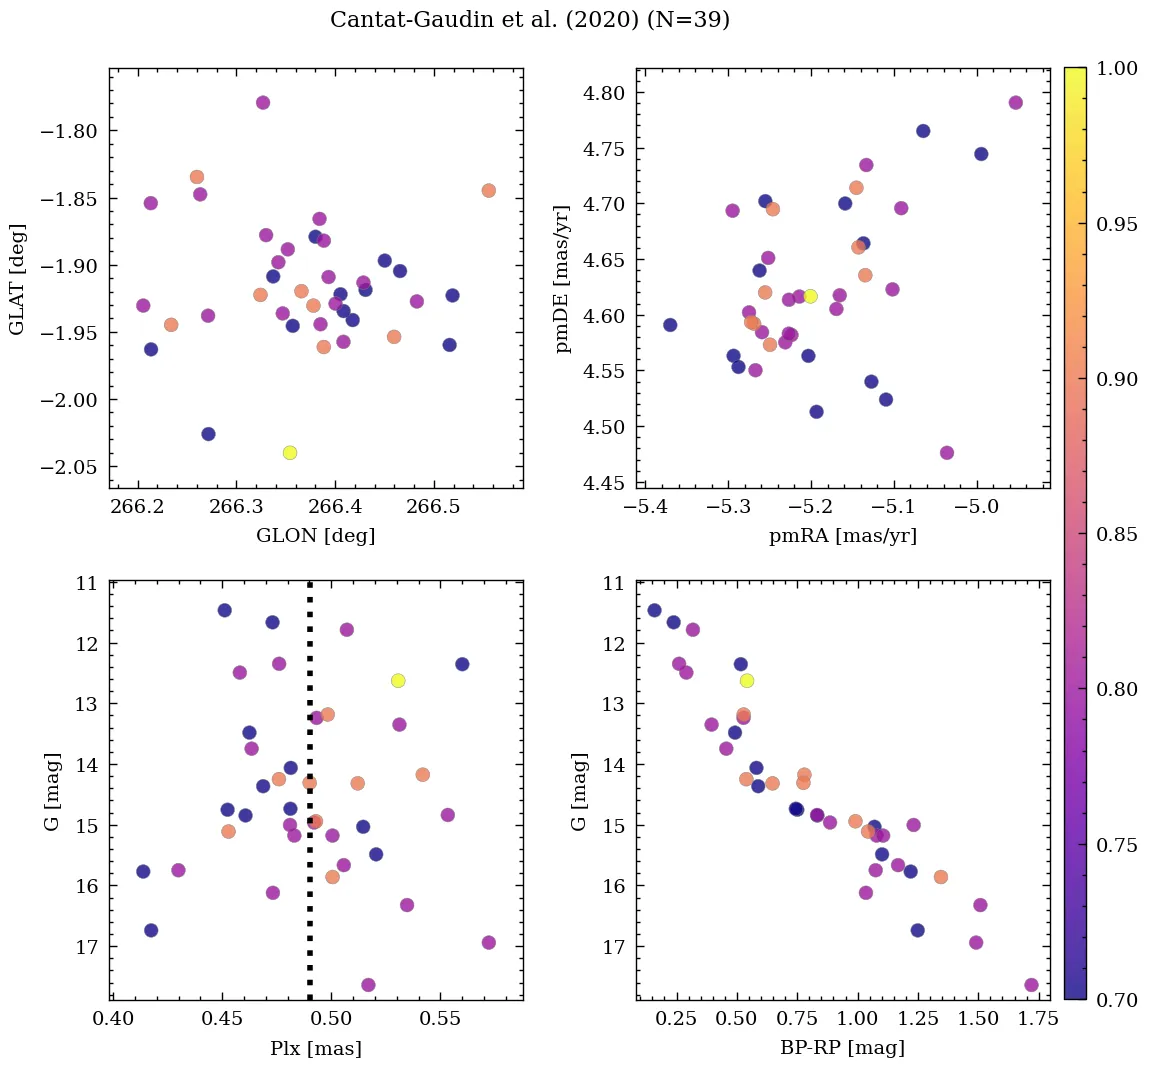 Cantat-Gaudin et al. (2020) (N=39)
−1.80
−1.85
−1.90
−1.95
−2.00
−2.05
GLAT [deg]
266.2 266.3 266.4 266.5
GLON [deg]
4.80
4.75
4.70
4.65
4.60
4.55
4.50
4.45
pmDE [mas/yr]
−5.4 −5.3 −5.2 −5.1 −5.0
pmRA [mas/yr]
11
12
13
14
15
16
17
G [mag]
0.40 0.45 0.50 0.55
Plx [mas]
11
12
13
14
15
16
17
G [mag]
0.25 0.50 0.75 1.00 1.25 1.50 1.75
BP-RP [mag]
1.00
0.95
0.90
0.85
0.80
0.75
0.70